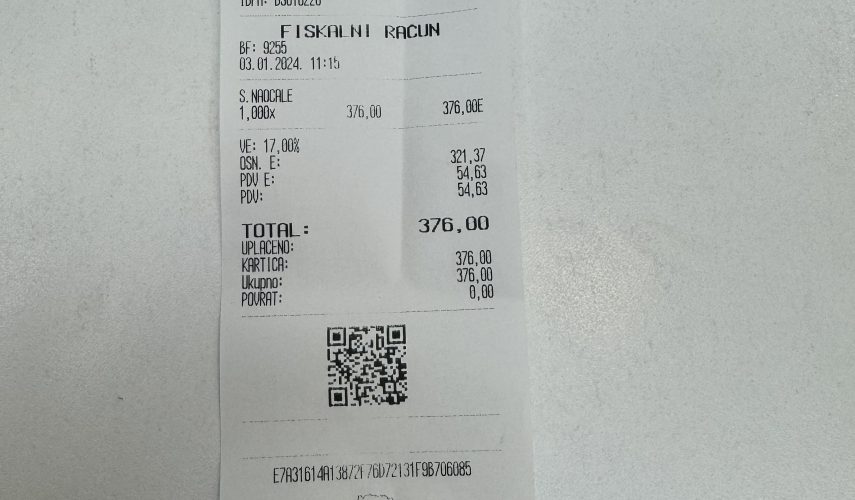 FISKALNI RACUN
BF: 9255
03.01.2024. 11:15
S.NAOCALE
1,000x 376,00 376,00E
VE: 17,00%
OSN. E: 321,37
PDV E: 54,63
PDV: 54,63
TOTAL: 376,00
UPLACENO:
KARTICA: 376,00
Ukupno: 376,00
POVRAT: 0,00
E7A31614A13872F76D72131F9B706085